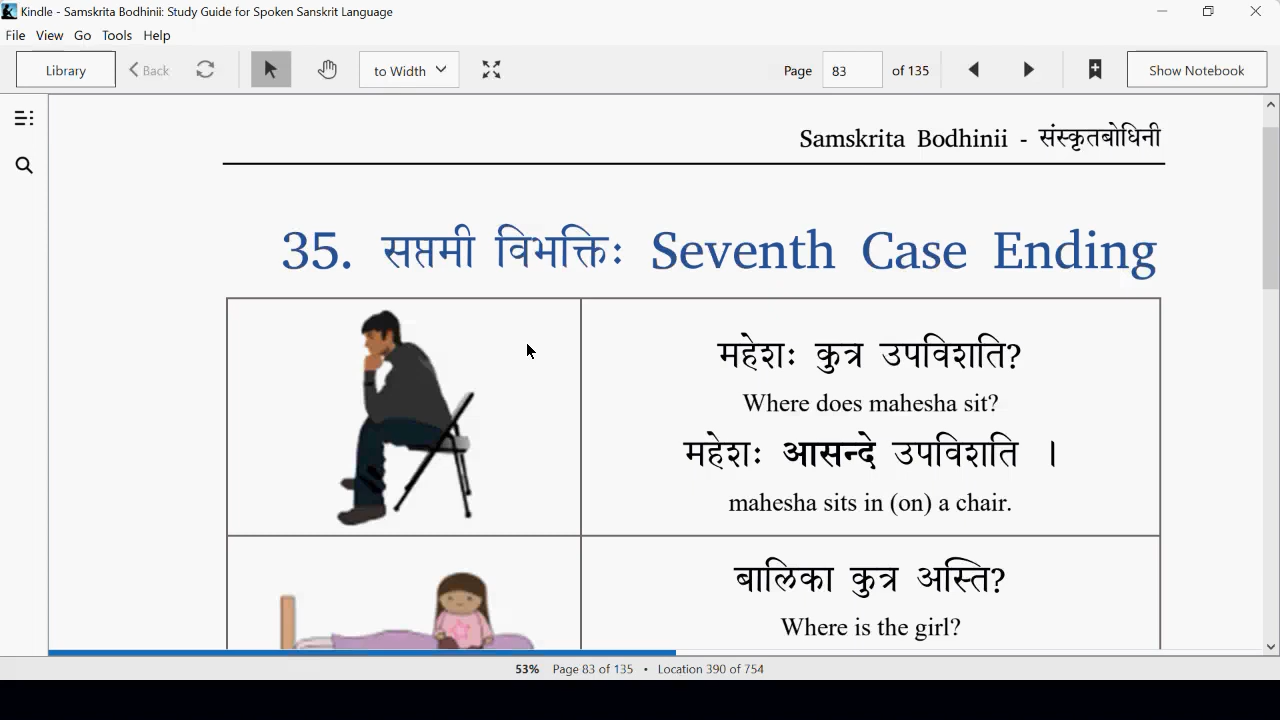 Kindle - Samskrita Bodhinii: Study Guide for Spoken Sanskrit Language
File View Go Tools Help
Library Back to Width Page 83 of 135 Show Notebook
Samskrita Bodhinii - संस्कृतबोधिनी
35. सप्तमी विभक्तिः Seventh Case Ending
महेशः कुत्र उपविशति?
Where does mahesha sit?
महेशः आसन्दे उपविशति ।
mahesha sits in (on) a chair.
बालिका कुत्र अस्ति?
Where is the girl?
53% Page 83 of 135 • Location 390 of 754